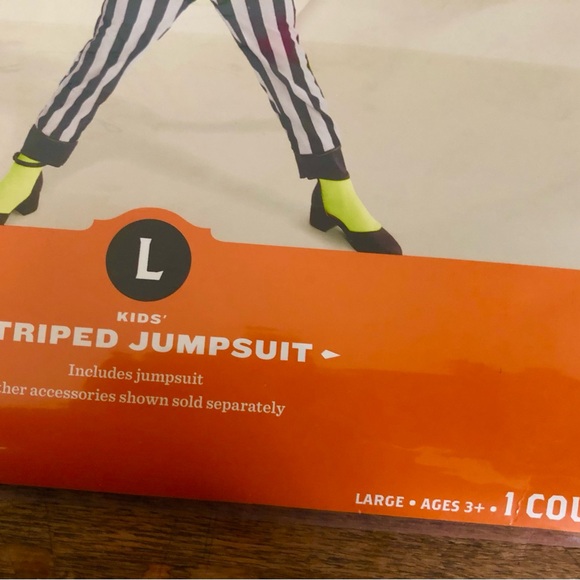 L
KIDS'
TRIPED JUMPSUIT
Includes jumpsuit
ther accessories shown sold separately
LARGE • AGES 3+ • 1 COU